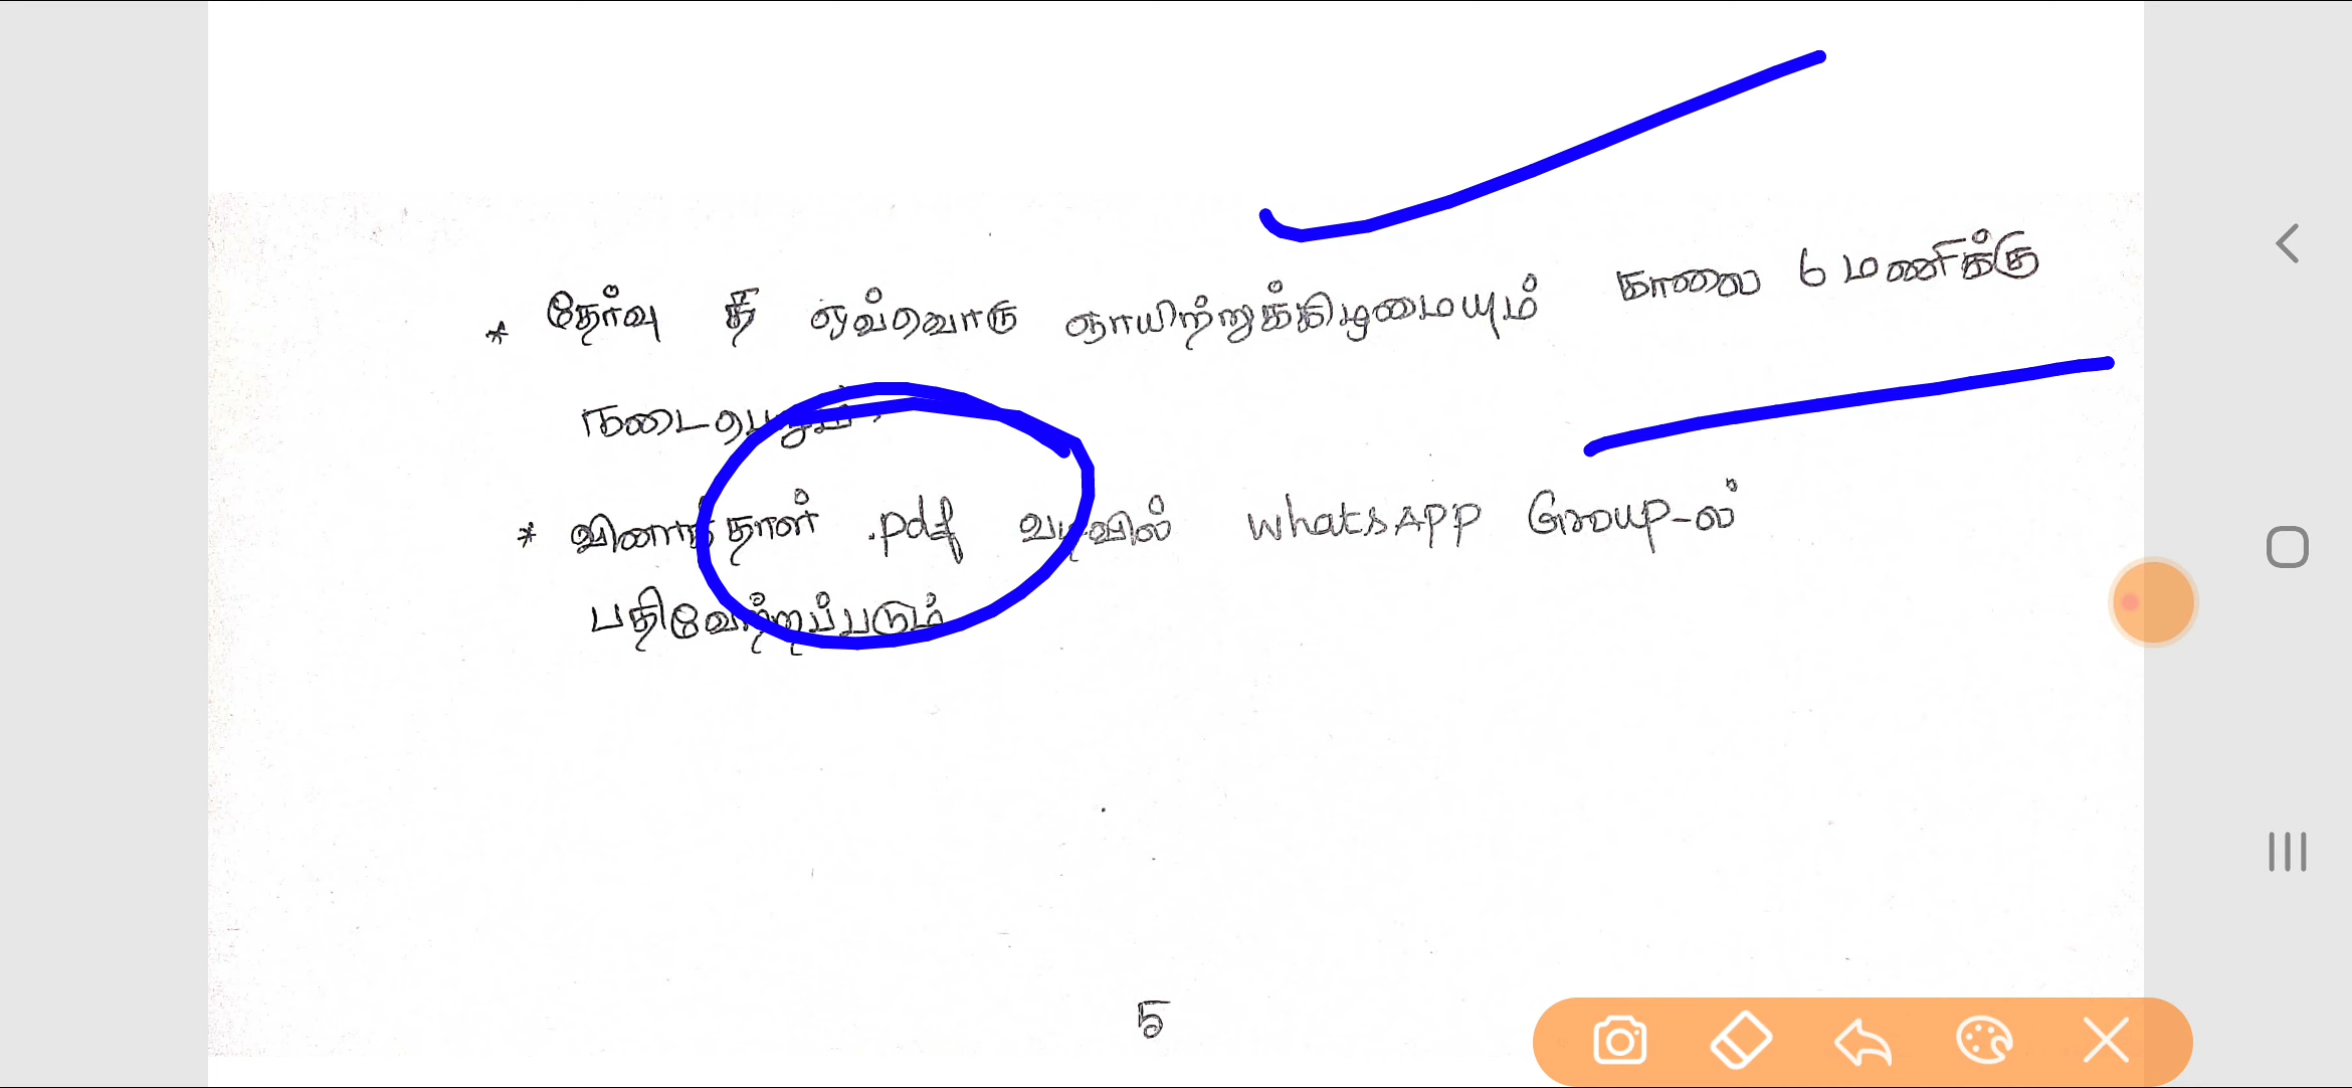 * தேர்வு தீ ஒவ்வொரு ஞாயிற்றுக்கிழமையும் காலை 6 மணிக்கு
நடைபெறும்.
* வினாத்தாள் .pdf வடிவில் whatsApp Group-ல்
பதிவேற்றப்படும்
5